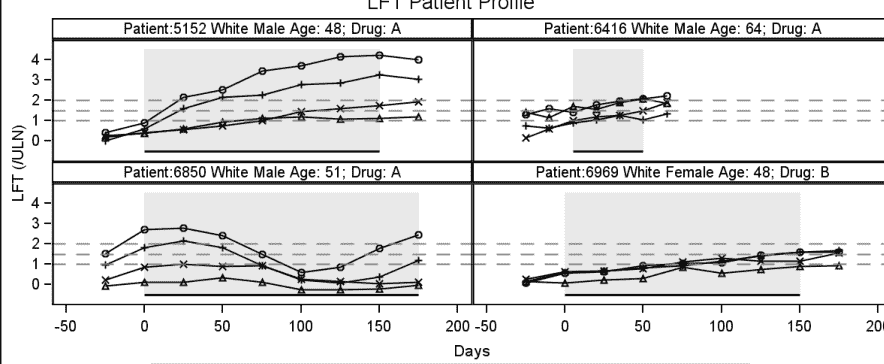 LFT Patient Profile
Patient:5152 White Male Age: 48; Drug: A
Patient:6416 White Male Age: 64; Drug: A
4
3
2
1
0
Patient:6850 White Male Age: 51; Drug: A
Patient:6969 White Female Age: 48; Drug: B
4
3
2
1
0
LFT (/ULN)
-50 0 50 100 150 200 -50 0 50 100 150 200
Days